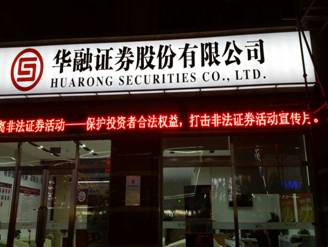 华融证券股份有限公司
HUARONG SECURITIES CO., LTD.
离非法证券活动——保护投资者合法权益，打击非法证券活动宣传月。